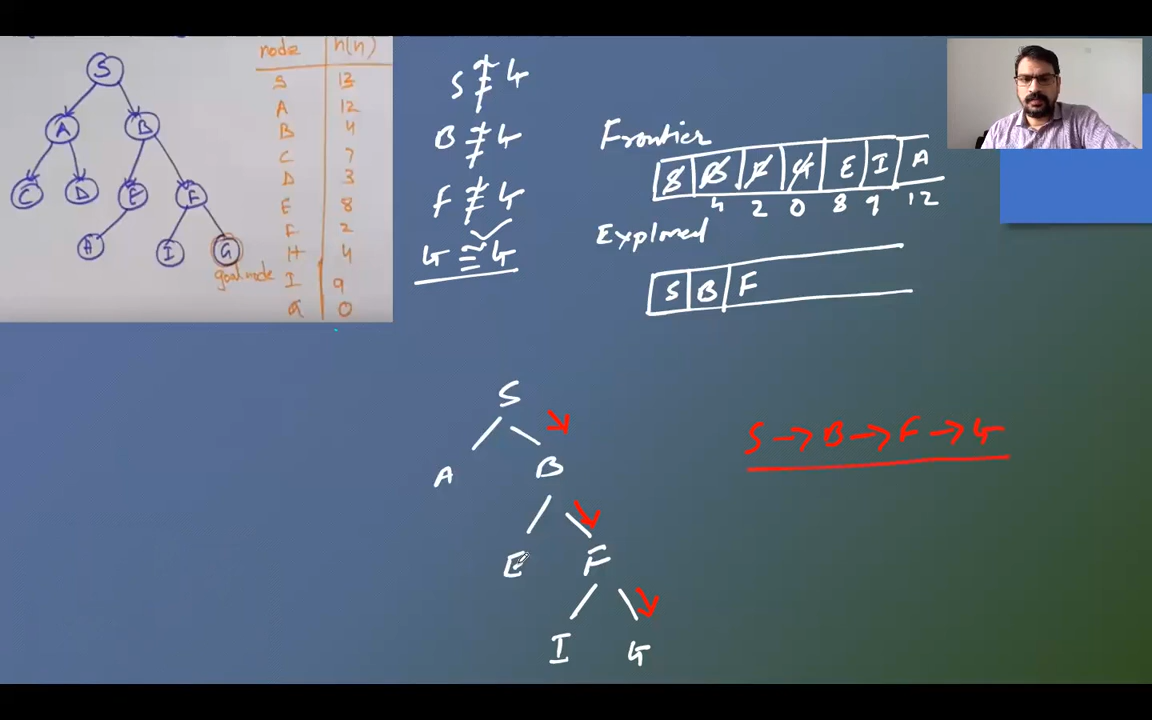 node h(n)
S 13
A 12
B 4
C 7
D 3
E 8
F 2
H 4
I 9
G 0
S
A B
C D E F
H I G
goal node
S ≠ G
B ≠ G
F ≠ G
G ≅ G
Frontier
S B F G E I A
4 2 0 8 9 12
Explored
S B F
S
A B
E F
I G
S → B → F → G